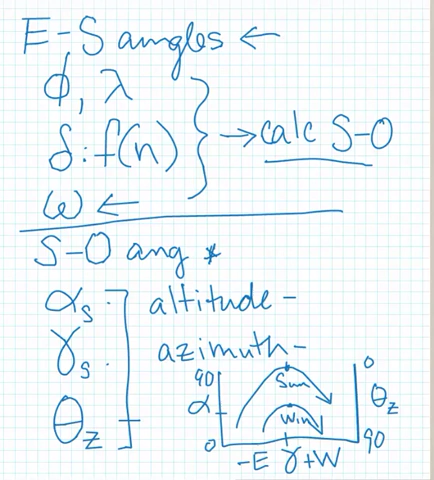 E-S angles ←
ϕ, λ
δ: f(n) → calc S-O
ω ←
S-O ang *
αs altitude -
γs azimuth -
θz
90 Sum 0
α Win θz
0 90
-E γ +W